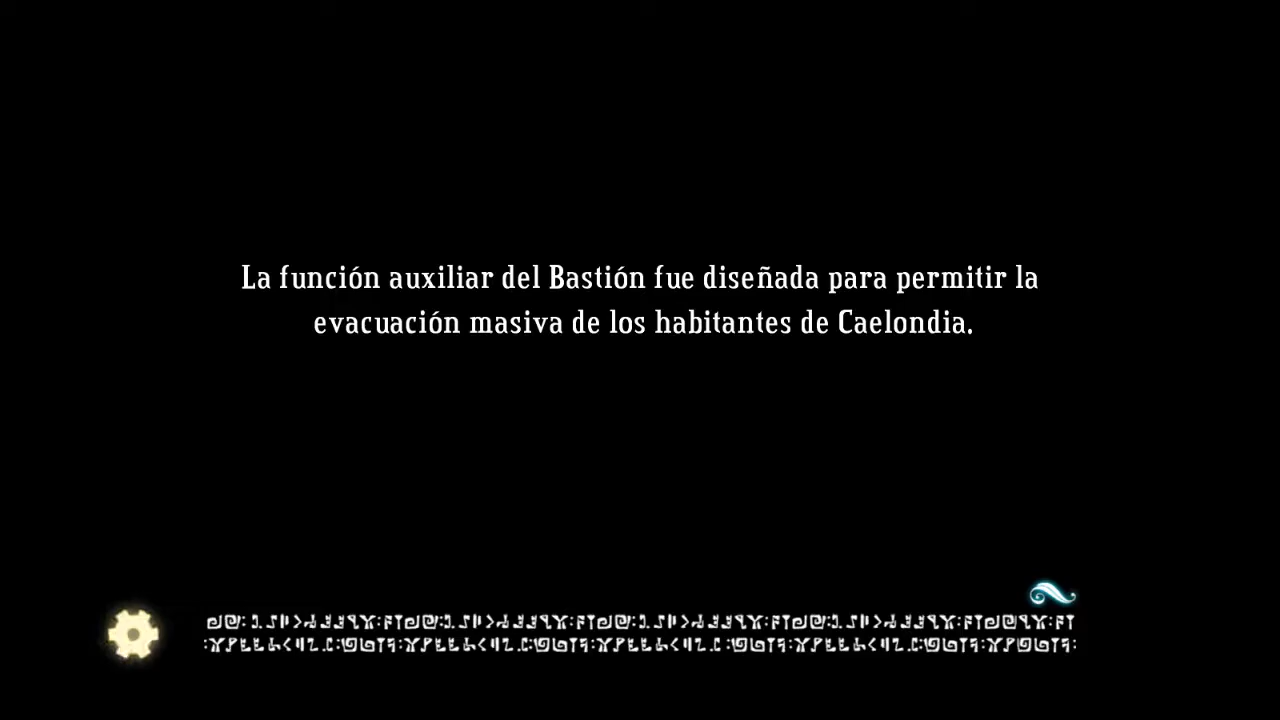 La función auxiliar del Bastión fue diseñada para permitir la
evacuación masiva de los habitantes de Caelondia.